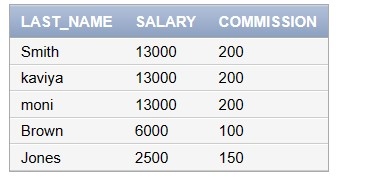 LAST_NAME SALARY COMMISSION
Smith 13000 200
kaviya 13000 200
moni 13000 200
Brown 6000 100
Jones 2500 150